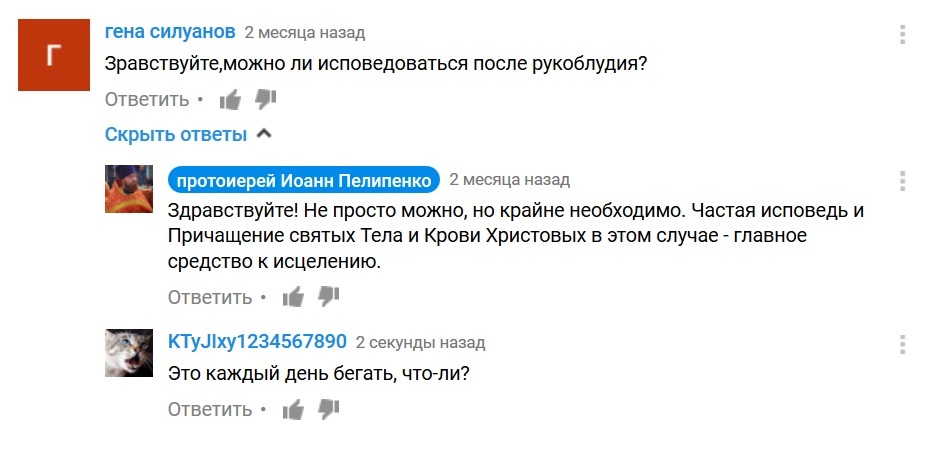 Г
гена силуанов 2 месяца назад
Зравствуйте,можно ли исповедоваться после рукоблудия?
Ответить •
Скрыть ответы
протоиерей Иоанн Пелипенко 2 месяца назад
Здравствуйте! Не просто можно, но крайне необходимо. Частая исповедь и
Причащение святых Тела и Крови Христовых в этом случае - главное
средство к исцелению.
Ответить •
KTyJIxy1234567890 2 секунды назад
Это каждый день бегать, что-ли?
Ответить •